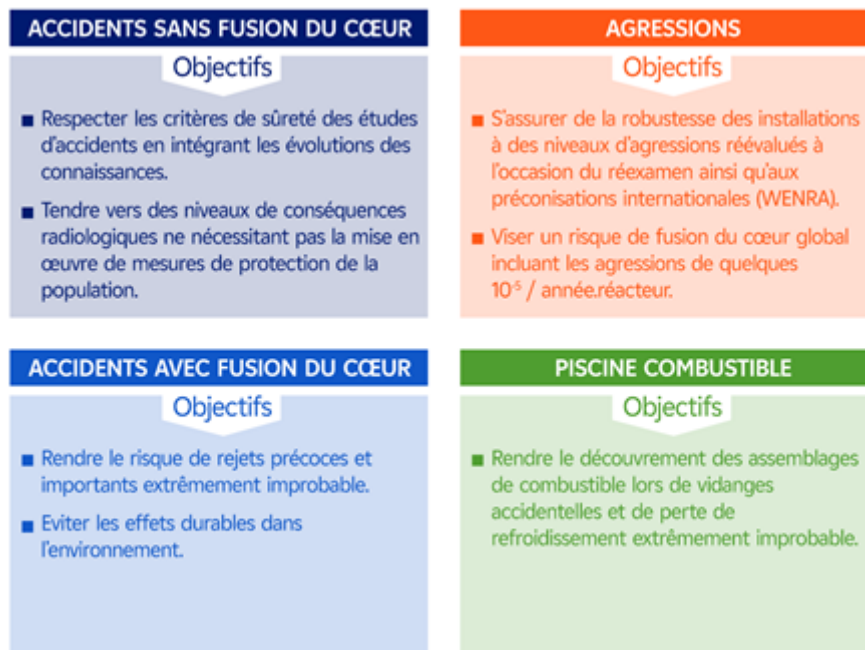 ACCIDENTS SANS FUSION DU CŒUR
Objectifs
■ Respecter les critères de sûreté des études
d'accidents en intégrant les évolutions des
connaissances.
■ Tendre vers des niveaux de conséquences
radiologiques ne nécessitant pas la mise en
œuvre de mesures de protection de la
population.
AGRESSIONS
Objectifs
■ S'assurer de la robustesse des installations
à des niveaux d'agressions réévalués à
l'occasion du réexamen ainsi qu'aux
préconisations internationales (WENRA).
■ Viser un risque de fusion du cœur global
incluant les agressions de quelques
10⁻⁵ / année.réacteur.
ACCIDENTS AVEC FUSION DU CŒUR
Objectifs
■ Rendre le risque de rejets précoces et
importants extrêmement improbable.
■ Eviter les effets durables dans
l'environnement.
PISCINE COMBUSTIBLE
Objectifs
■ Rendre le découvrement des assemblages
de combustible lors de vidanges
accidentelles et de perte de
refroidissement extrêmement improbable.